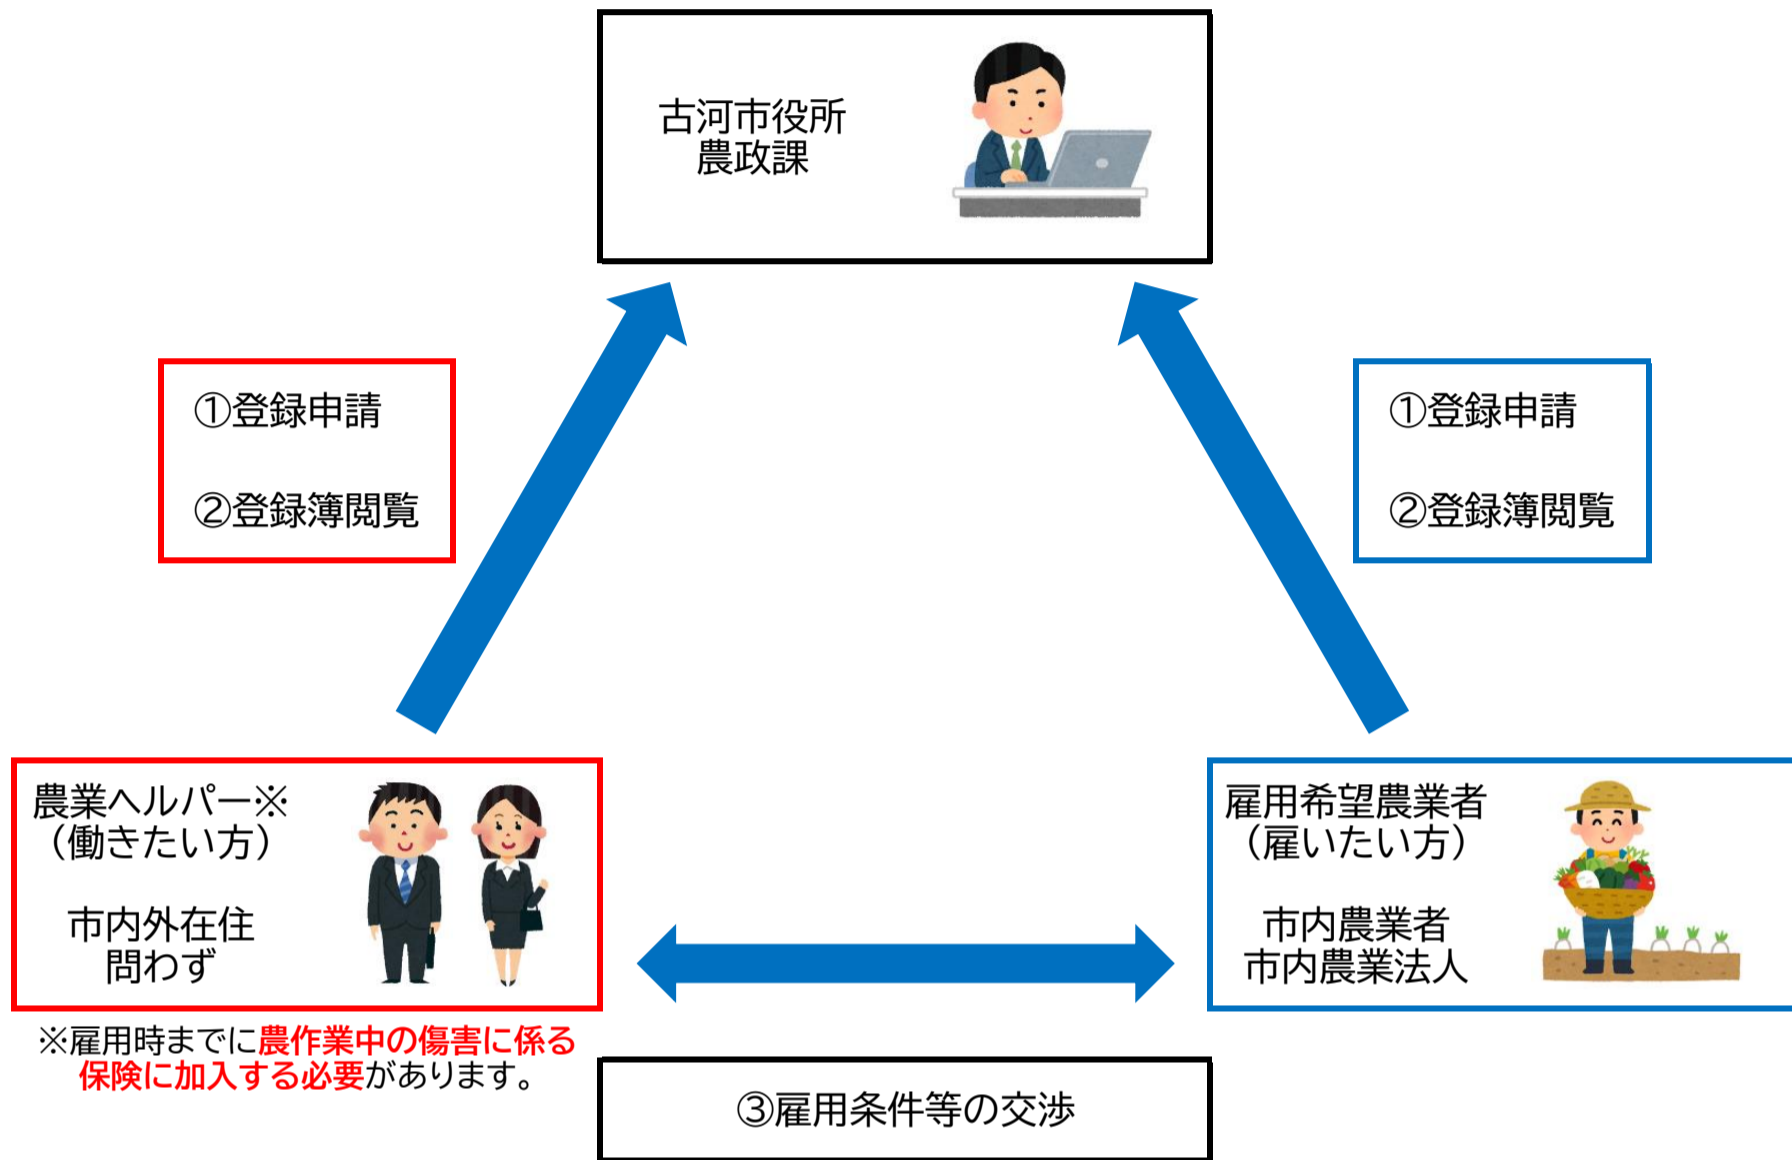 古河市役所
農政課
①登録申請
②登録簿閲覧
①登録申請
②登録簿閲覧
農業ヘルパー※
（働きたい方）
市内外在住
問わず
雇用希望農業者
（雇いたい方）
市内農業者
市内農業法人
※雇用時までに農作業中の傷害に係る
保険に加入する必要があります。
③雇用条件等の交渉